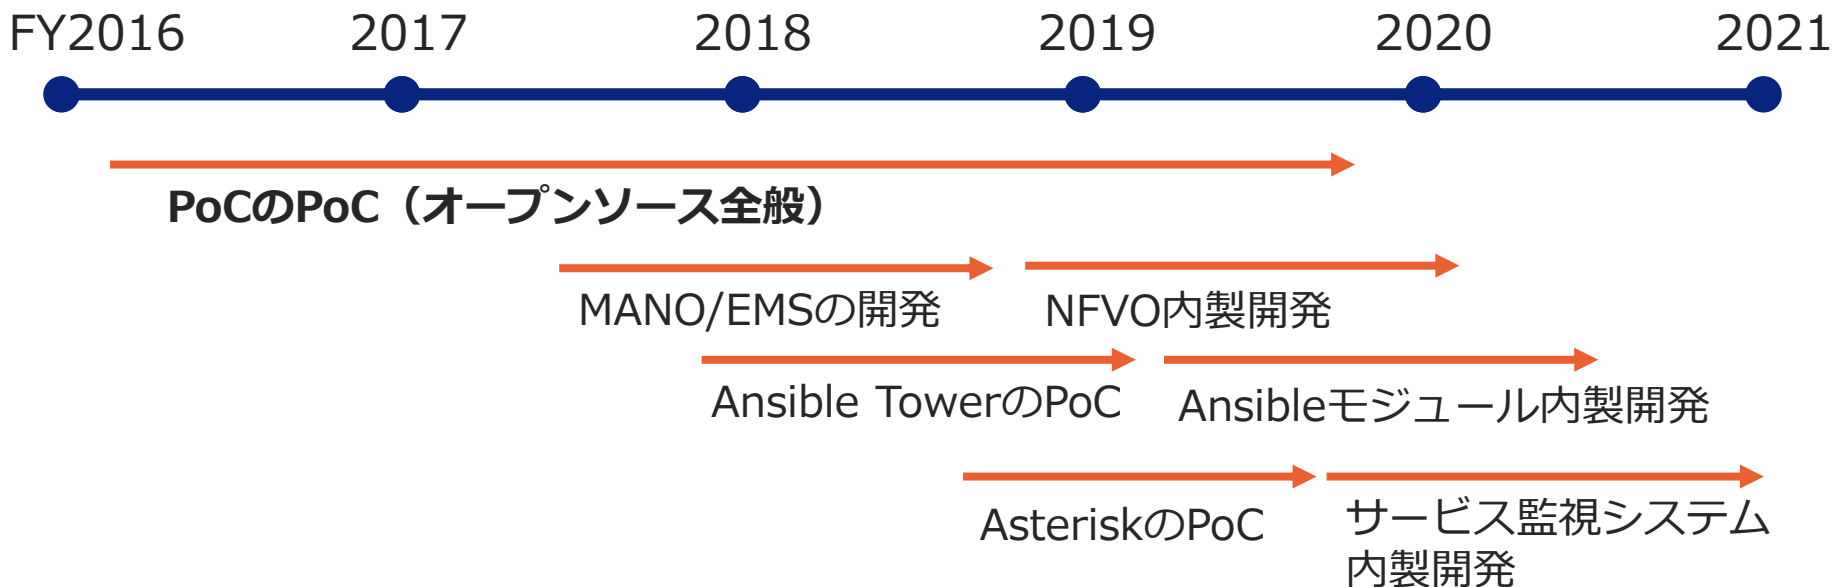 FY2016 2017 2018 2019 2020 2021
PoCのPoC（オープンソース全般）
MANO/EMSの開発 NFVO内製開発
Ansible TowerのPoC Ansibleモジュール内製開発
AsteriskのPoC サービス監視システム
内製開発